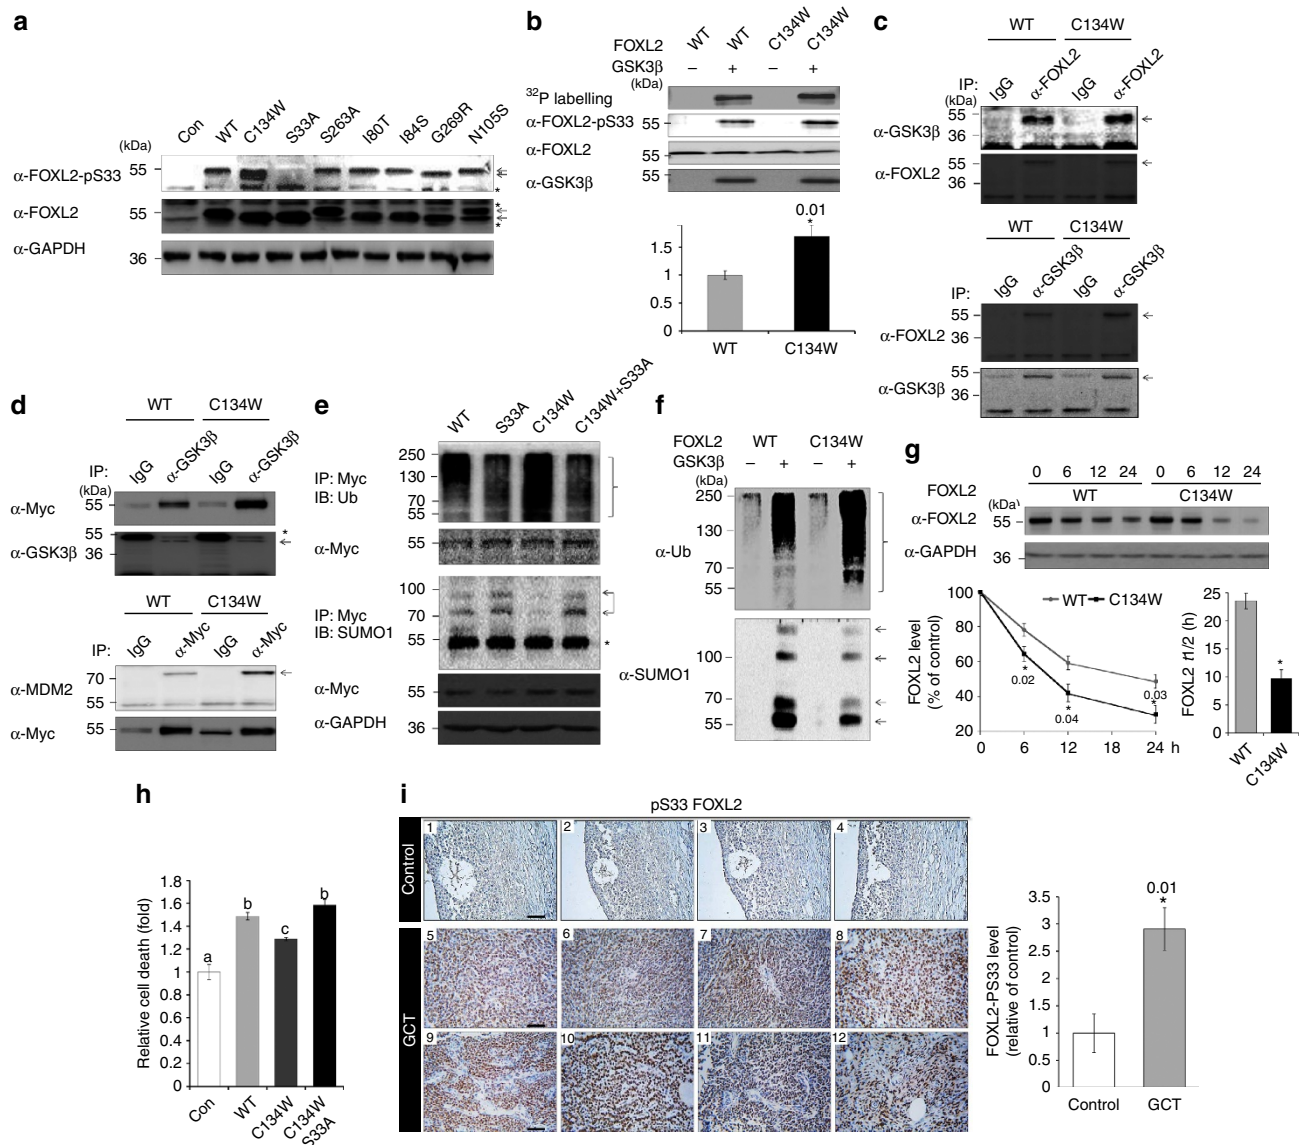 a
(kDa)
Con WT C134W S33A S263A I80T I84S G269R N105S
α-FOXL2-pS33 55 *
α-FOXL2 55 * *
α-GAPDH 36
b
FOXL2 WT WT C134W C134W
GSK3β – + – +
(kDa)
32P labelling
α-FOXL2-pS33 55
α-FOXL2 55
α-GSK3β 55
0.01
*
1.5
1
0.5
0
WT C134W
c
WT C134W
IP: IgG α-FOXL2 IgG α-FOXL2
(kDa)
α-GSK3β 55
36
α-FOXL2 55
36
WT C134W
IP: IgG α-GSK3β IgG α-GSK3β
α-FOXL2 55
36
α-GSK3β 55
36
d
WT C134W
IP: IgG α-GSK3β IgG α-GSK3β
(kDa)
α-Myc 55
α-GSK3β 55 *
36
WT C134W
IP: IgG α-Myc IgG α-Myc
α-MDM2 70
55
α-Myc 55
e
WT S33A C134W C134W+S33A
IP: Myc
IB: Ub
250
130
70
55
α-Myc 55
IP: Myc
IB: SUMO1
100
70
55 *
α-Myc 55
α-GAPDH 36
f
FOXL2 WT C134W
GSK3β – + – +
(kDa)
α-Ub
250
130
70
55
α-SUMO1
100
70
55
g
0 6 12 24 0 6 12 24
FOXL2 WT C134W
(kDa)
α-FOXL2 55
α-GAPDH 36
WT C134W
FOXL2 level
(% of control)
100
80
60
40
20
0 6 12 18 24 h
*
0.02
*
0.04
0.03
*
FOXL2 t1/2 (h)
25
20
15
10
5
0
*
WT C134W
h
Relative cell death (fold)
1.8
1.6
1.4
1.2
1
0.8
0.6
0.4
0.2
0
a b c b
Con WT C134W C134W S33A
i
pS33 FOXL2
Control
1 2 3 4
GCT
5 6 7 8
9 10 11 12
FOXL2-PS33 level
(relative of control)
3.5
3
2.5
2
1.5
1
0.5
0
0.01
*
Control GCT